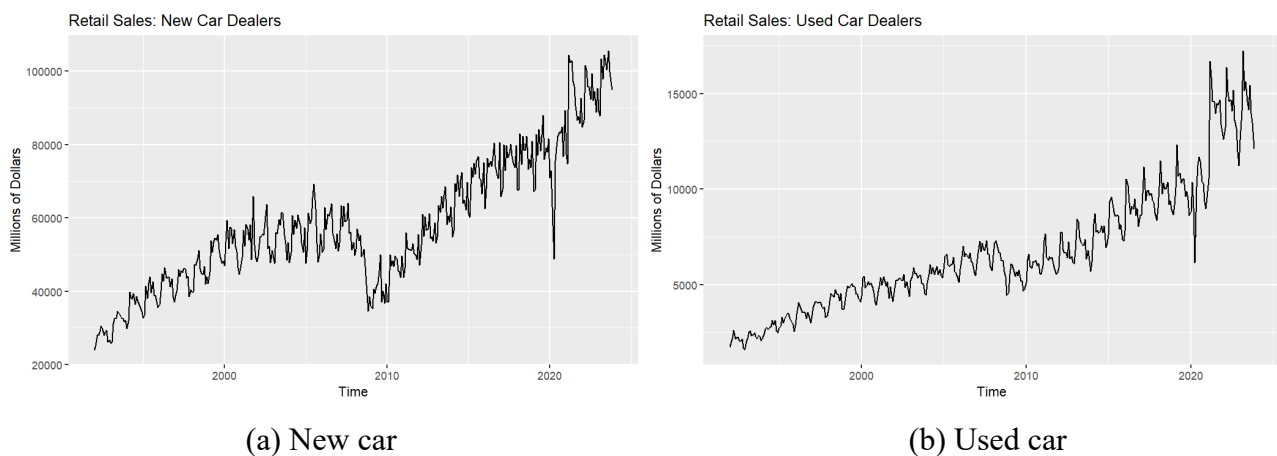 Retail Sales: New Car Dealers
Millions of Dollars
100000
80000
60000
40000
20000
2000
2010
2020
Time
(a) New car
Retail Sales: Used Car Dealers
Millions of Dollars
15000
10000
5000
2000
2010
2020
Time
(b) Used car